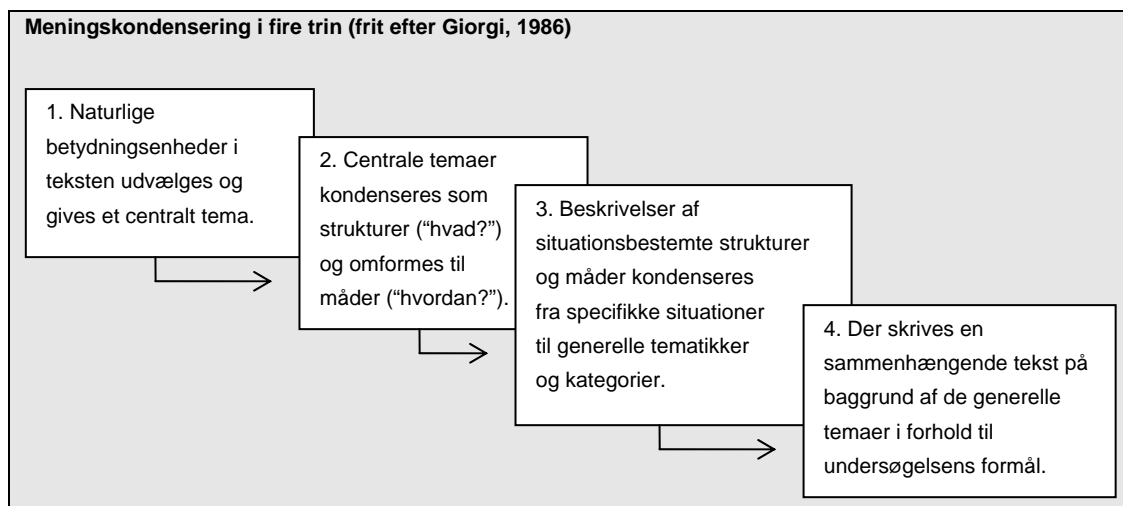 Meningskondensering i fire trin (frit efter Giorgi, 1986)
1. Naturlige
betydningsenheder i
teksten udvælges og
gives et centralt tema.
2. Centrale temaer
kondenseres som
strukturer (“hvad?”)
og omformes til
måder (“hvordan?”).
3. Beskrivelser af
situationsbestemte strukturer
og måder kondenseres
fra specifikke situationer
til generelle tematikker
og kategorier.
4. Der skrives en
sammenhængende tekst på
baggrund af de generelle
temaer i forhold til
undersøgelsens formål.